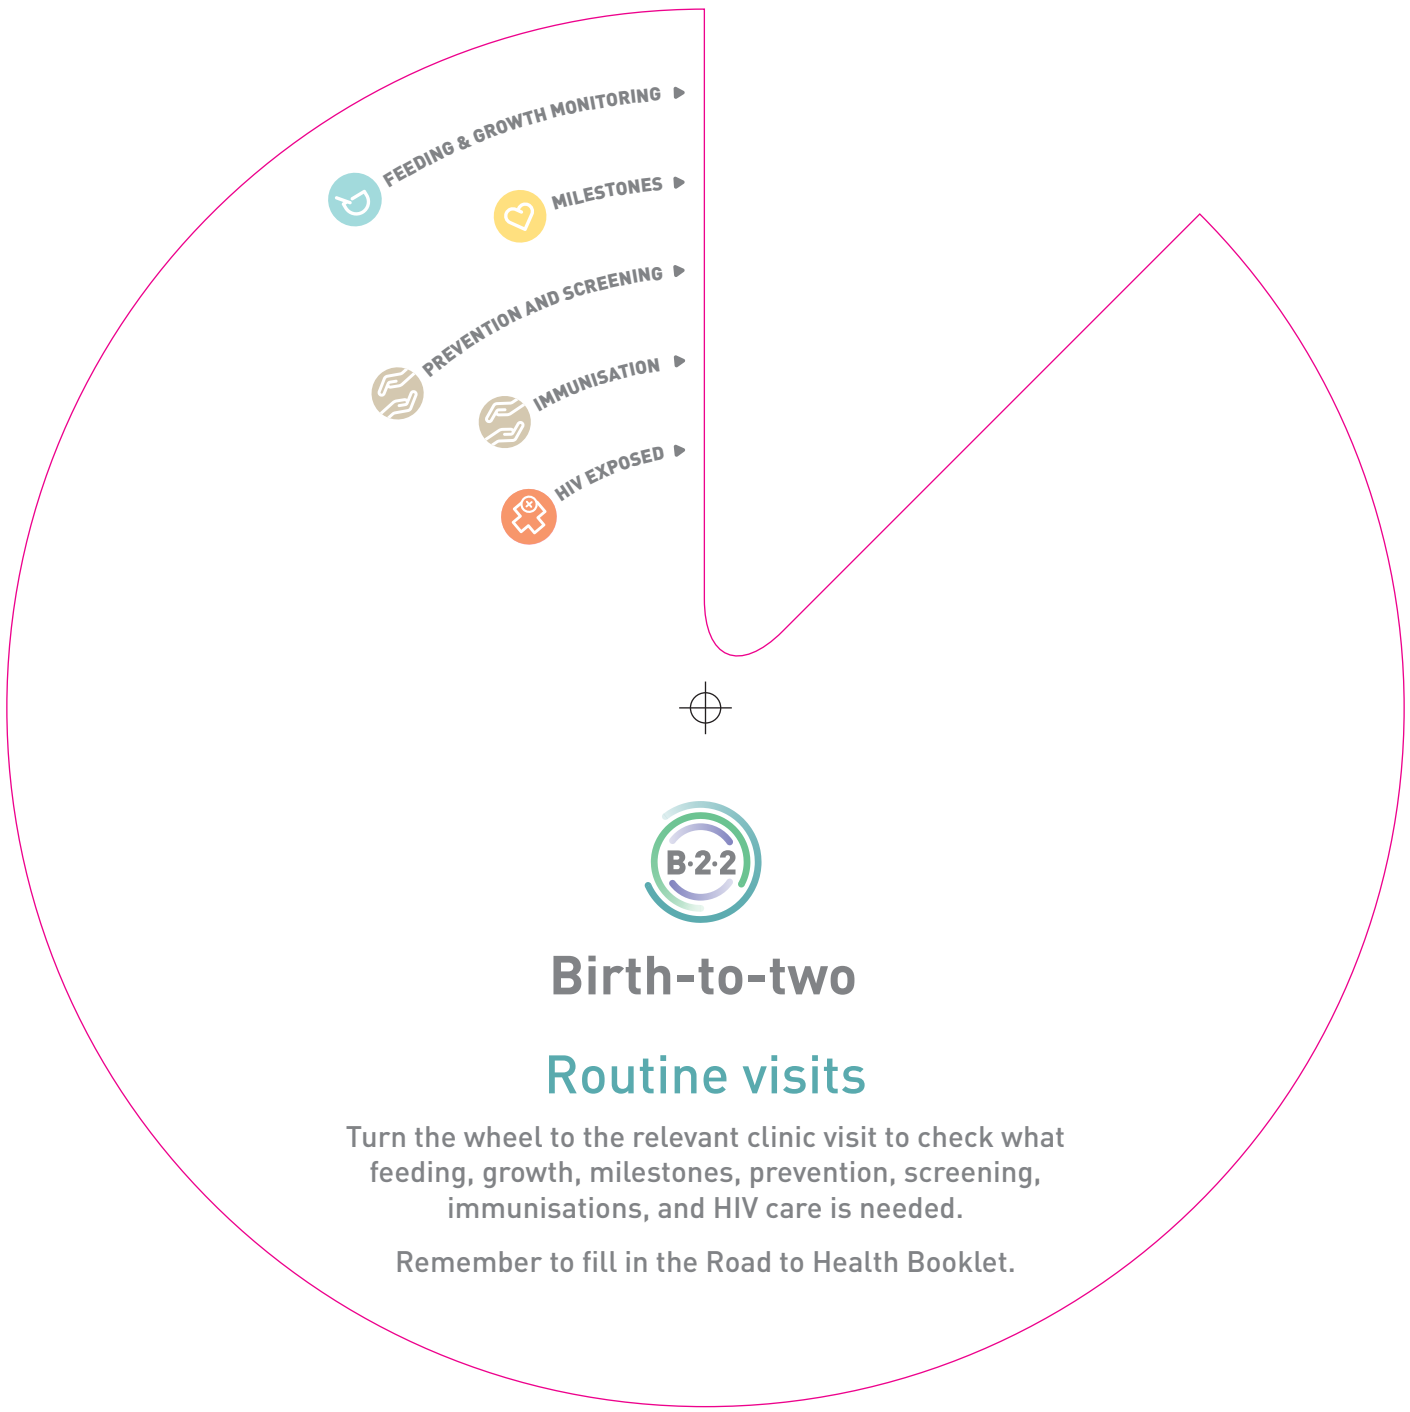 FEEDING & GROWTH MONITORING
MILESTONES
PREVENTION AND SCREENING
IMMUNISATION
HIV EXPOSED
B·2·2
Birth-to-two
Routine visits
Turn the wheel to the relevant clinic visit to check what
feeding, growth, milestones, prevention, screening,
immunisations, and HIV care is needed.
Remember to fill in the Road to Health Booklet.